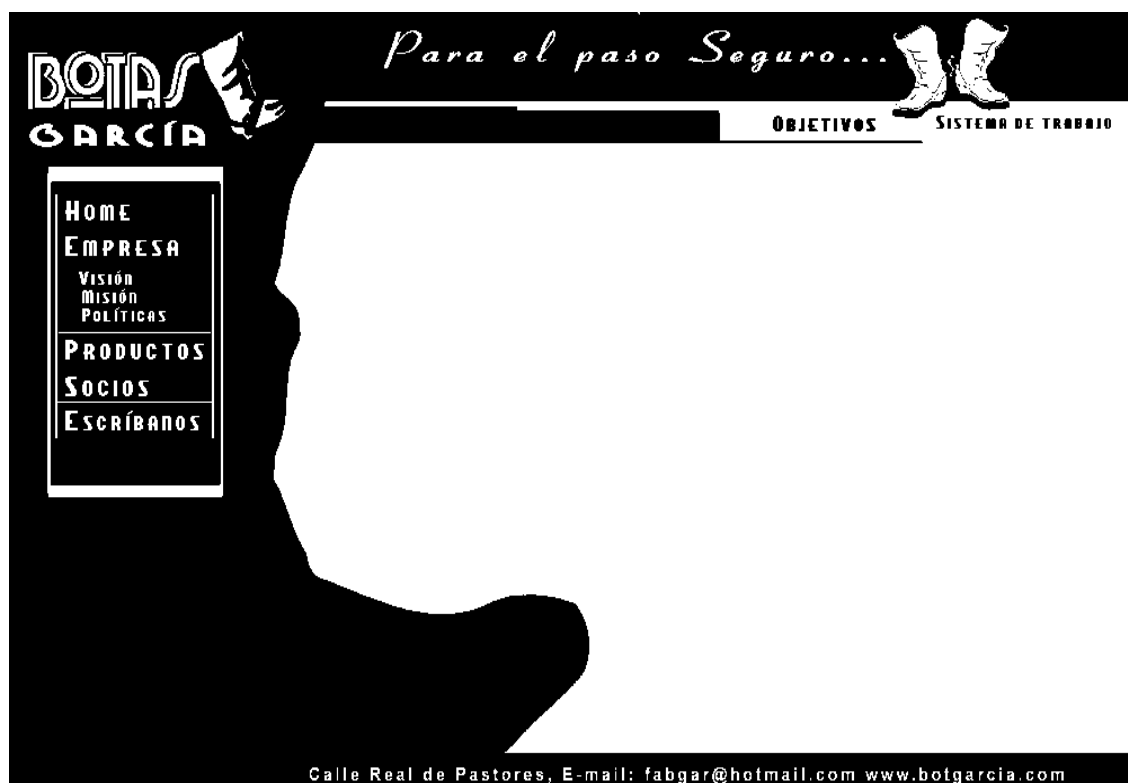 BOTAS
GARCÍA
Para el paso Seguro...
OBJETIVOS
SISTEMA DE TRABAJO
HOME
EMPRESA
VISIÓN
MISIÓN
POLÍTICAS
PRODUCTOS
SOCIOS
ESCRÍBANOS
Calle Real de Pastores, E-mail: fabgar@hotmail.com www.botgarcia.com